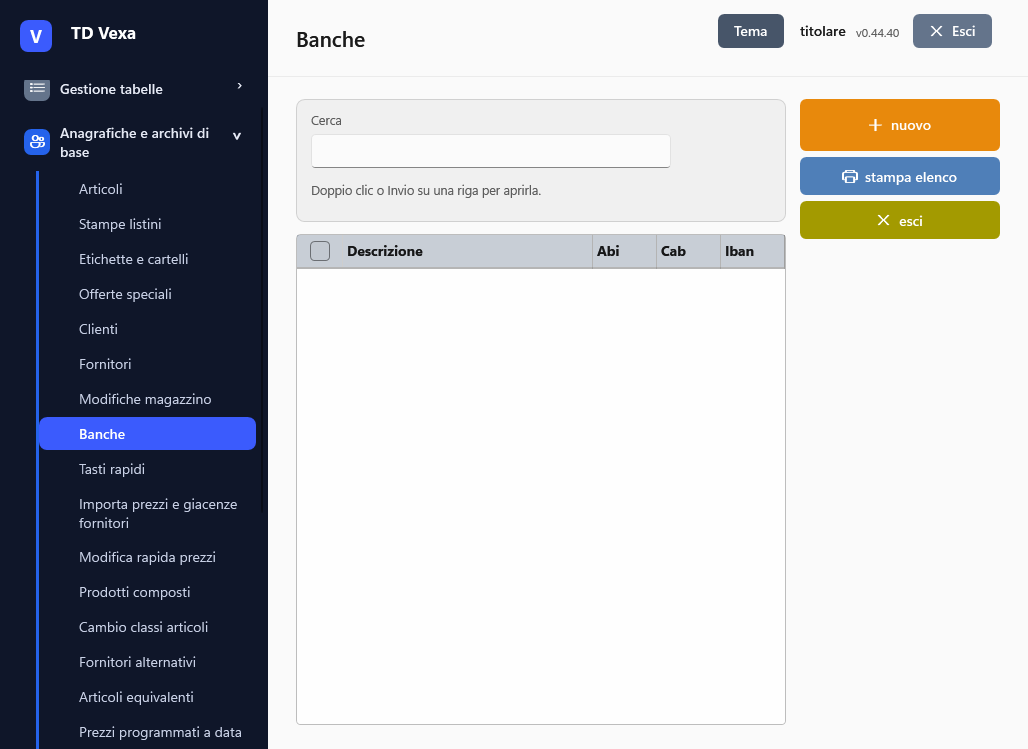 V
TD Vexa
Gestione tabelle
Anagrafiche e archivi di
base
Articoli
Stampe listini
Etichette e cartelli
Offerte speciali
Clienti
Fornitori
Modifiche magazzino
Banche
Tasti rapidi
Importa prezzi e giacenze
fornitori
Modifica rapida prezzi
Prodotti composti
Cambio classi articoli
Fornitori alternativi
Articoli equivalenti
Prezzi programmati a data
Banche
Tema
titolare v0.44.40
Esci
Cerca
Doppio clic o Invio su una riga per aprirla.
Descrizione Abi Cab Iban
nuovo
stampa elenco
esci